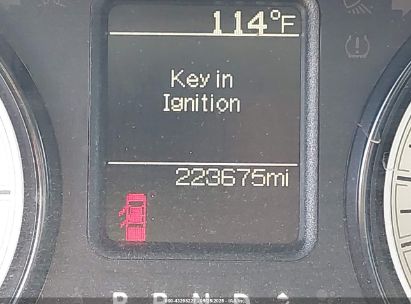 114°F
Key in
Ignition
223675mi
P R N D